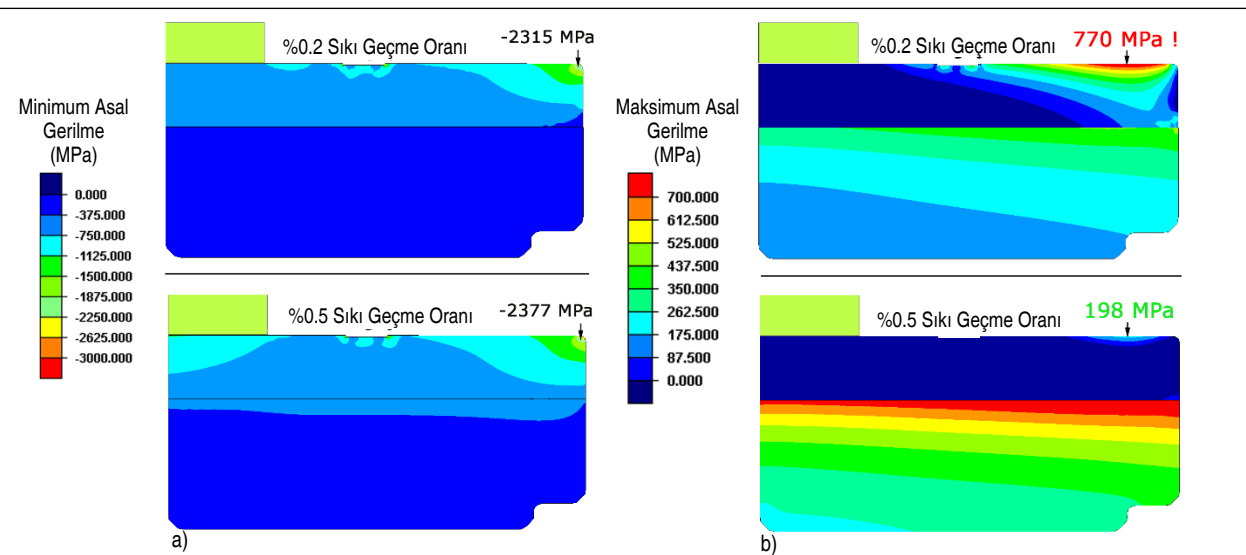 %0.2 Sıkı Geçme Oranı
-2315 MPa
Minimum Asal
Gerilme
(MPa)
0.000
-375.000
-750.000
-1125.000
-1500.000
-1875.000
-2250.000
-2625.000
-3000.000
%0.5 Sıkı Geçme Oranı
-2377 MPa
a)
%0.2 Sıkı Geçme Oranı
770 MPa !
Maksimum Asal
Gerilme
(MPa)
700.000
612.500
525.000
437.500
350.000
262.500
175.000
87.500
0.000
%0.5 Sıkı Geçme Oranı
198 MPa
b)